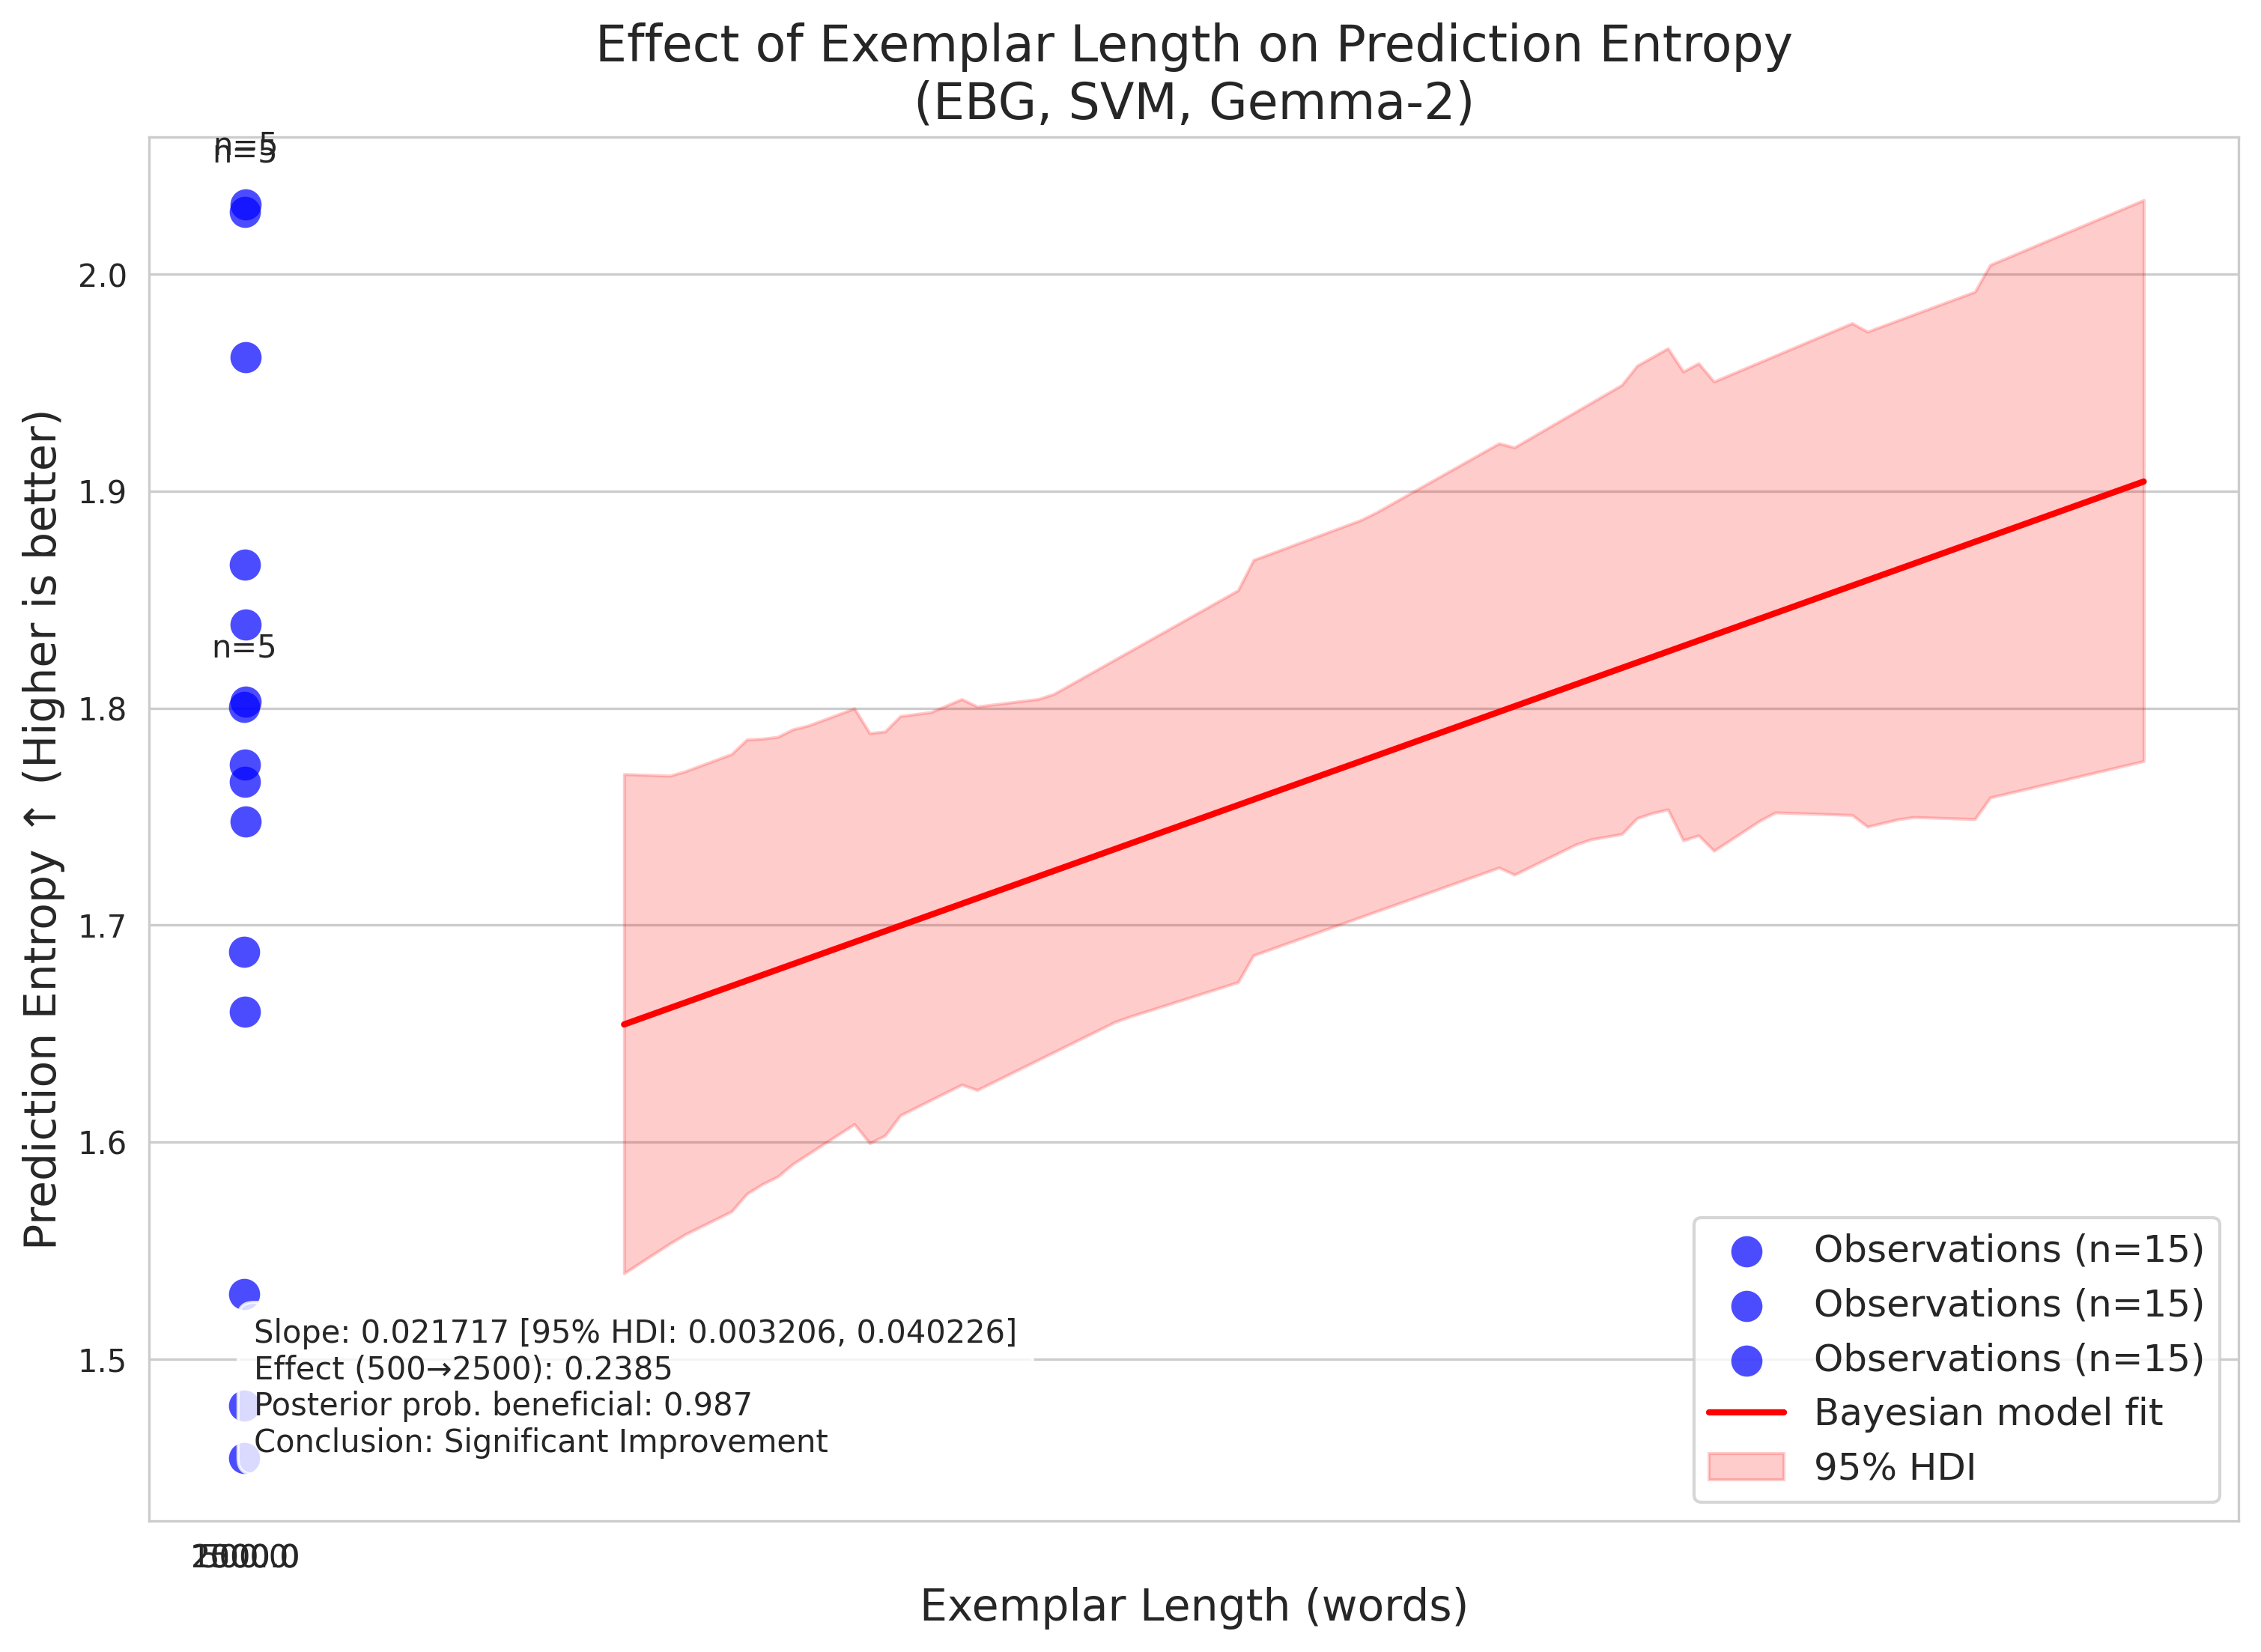 Effect of Exemplar Length on Prediction Entropy
(EBG, SVM, Gemma-2)
n=5
n=5
2.0
1.9
n=5
1.8
1.7
1.6
1.5
Prediction Entropy ↑ (Higher is better)
Slope: 0.021717 [95% HDI: 0.003206, 0.040226]
Effect (500→2500): 0.2385
Posterior prob. beneficial: 0.987
Conclusion: Significant Improvement
Observations (n=15)
Observations (n=15)
Observations (n=15)
Bayesian model fit
95% HDI
Exemplar Length (words)